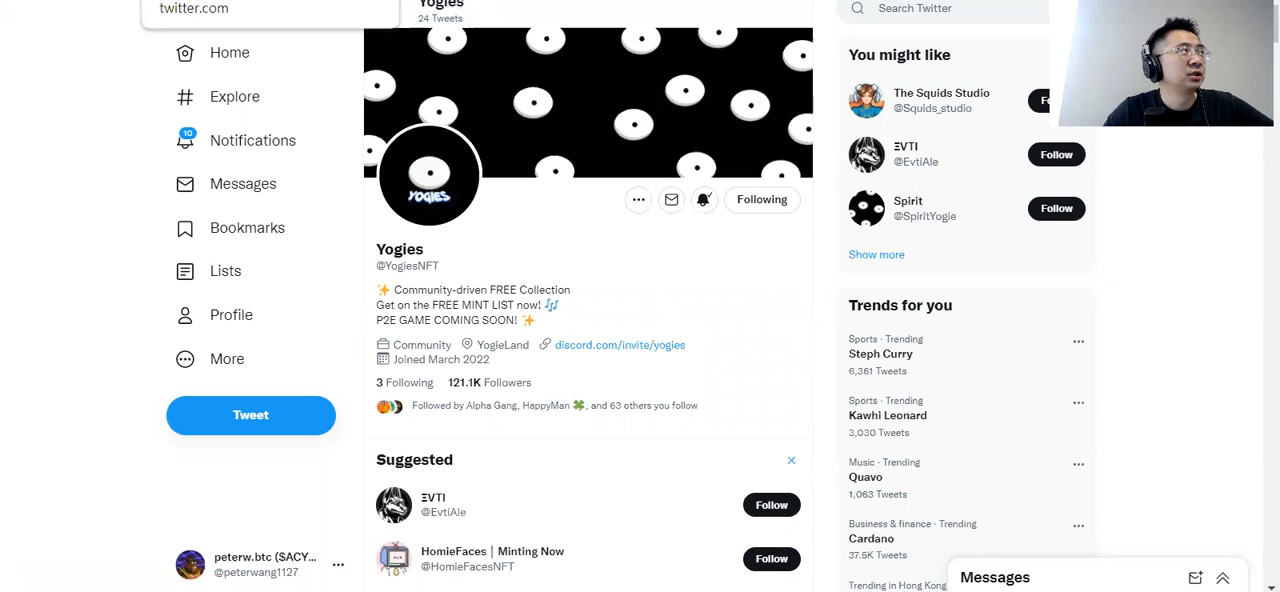 twitter.com
Yogies
24 Tweets
Search Twitter
Home
Explore
10
Notifications
Messages
Bookmarks
Lists
Profile
More
Tweet
peterw.btc ($ACY...
@peterwang1127
YOGIES
Following
Yogies
@YogiesNFT
✨ Community-driven FREE Collection
Get on the FREE MINT LIST now! 🎶
P2E GAME COMING SOON! ✨
Community YogieLand discord.com/invite/yogies
Joined March 2022
3 Following 121.1K Followers
Followed by Alpha Gang, HappyMan 🍀, and 63 others you follow
Suggested
ΞVTI
@EvtiAle
Follow
HomieFaces | Minting Now
@HomieFacesNFT
Follow
You might like
The Squids Studio
@Squids_studio
ΞVTI
@EvtiAle
Follow
Spirit
@SpiritYogie
Follow
Show more
Trends for you
Sports · Trending
Steph Curry
6,361 Tweets
Sports · Trending
Kawhi Leonard
3,030 Tweets
Music · Trending
Quavo
1,063 Tweets
Business & finance · Trending
Cardano
37.5K Tweets
Trending in Hong Kong
Messages